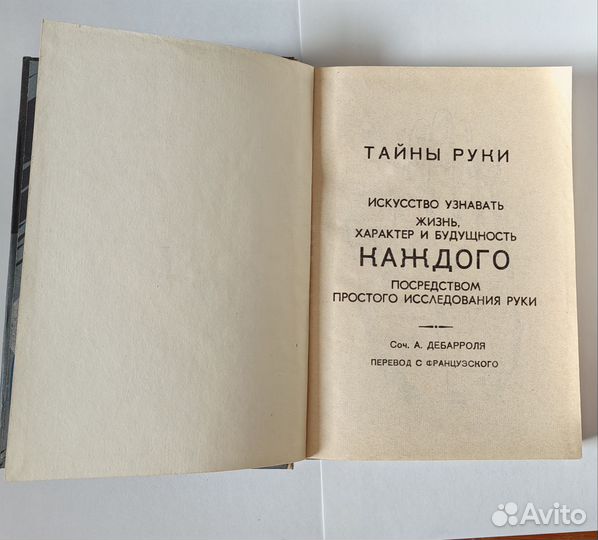 ТАЙНЫ РУКИ
ИСКУССТВО УЗНАВАТЬ
ЖИЗНЬ,
ХАРАКТЕР И БУДУЩНОСТЬ
КАЖДОГО
ПОСРЕДСТВОМ
ПРОСТОГО ИССЛЕДОВАНИЯ РУКИ
Соч. А. ДЕБАРРОЛЯ
ПЕРЕВОД С ФРАНЦУЗСКОГО
Avito